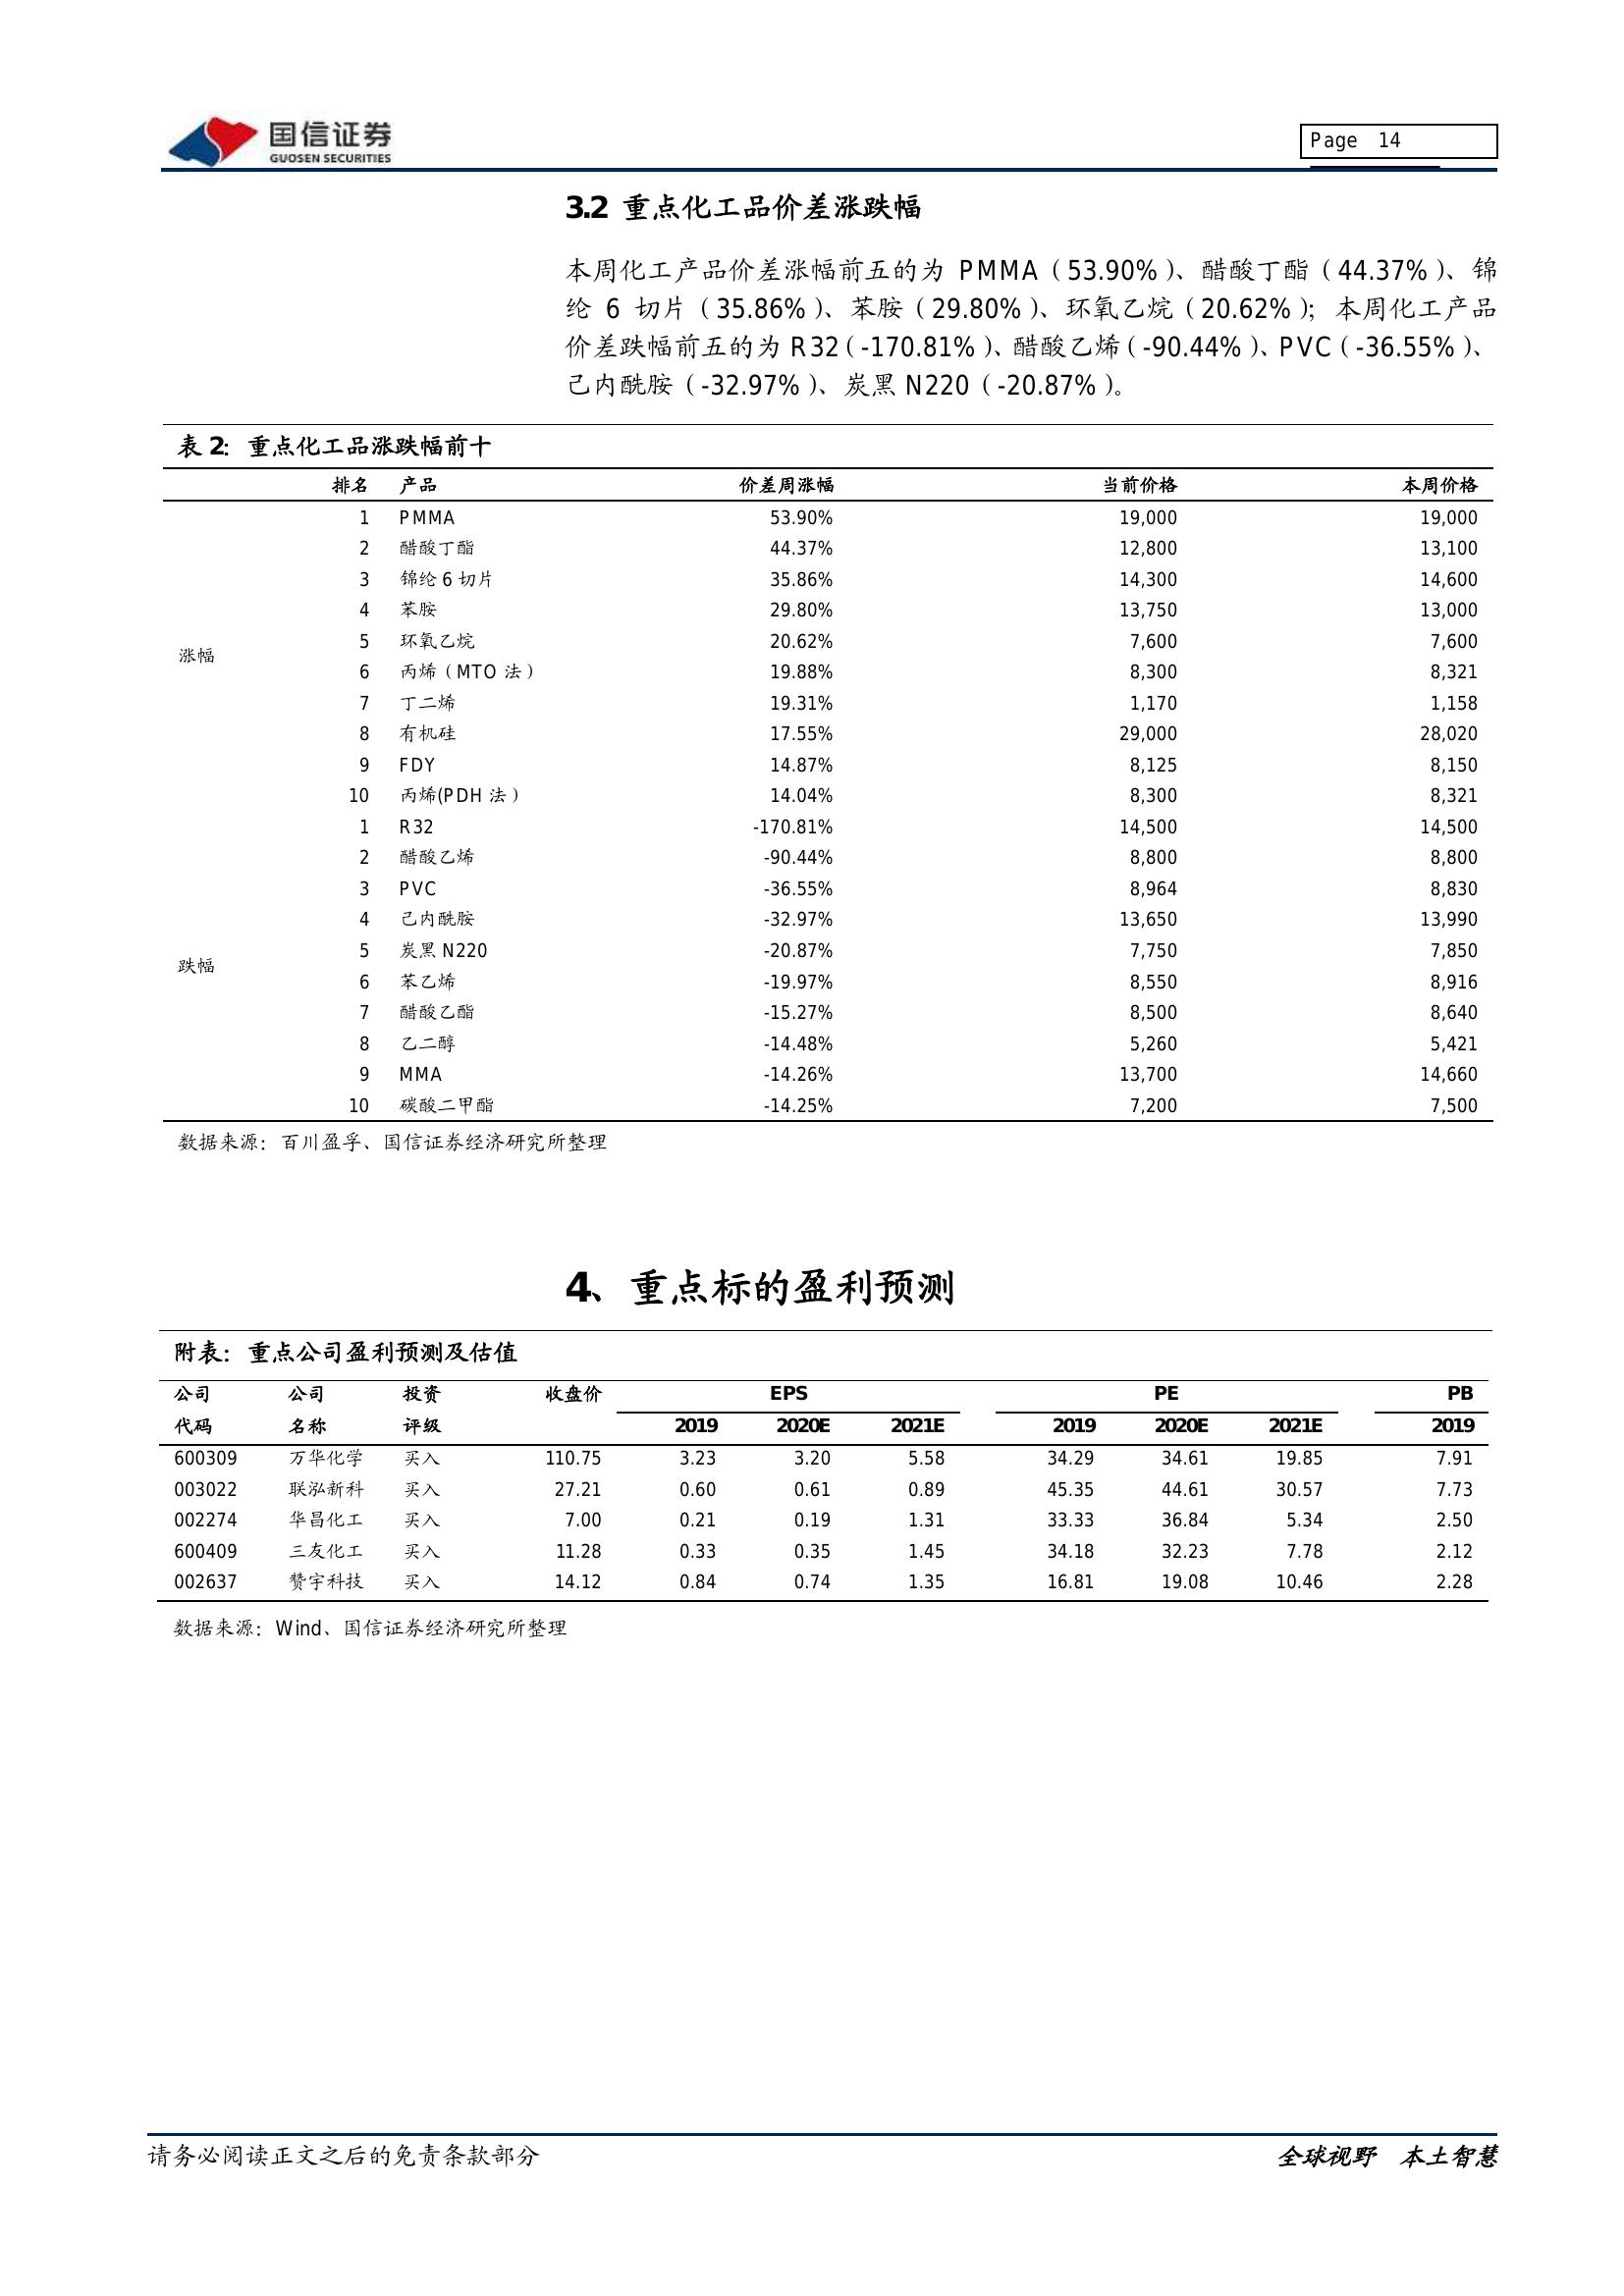 国信证券
GUOSEN SECURITIES
Page 14
3.2 重点化工品价差涨跌幅
本周化工产品价差涨幅前五的为 PMMA（53.90%）、醋酸丁酯（44.37%）、锦
纶 6 切片（35.86%）、苯胺（29.80%）、环氧乙烷（20.62%）；本周化工产品
价差跌幅前五的为 R32（-170.81%）、醋酸乙烯（-90.44%）、PVC（-36.55%）、
己内酰胺（-32.97%）、炭黑 N220（-20.87%）。
表 2：重点化工品涨跌幅前十
排名 产品 价差周涨幅 当前价格 本周价格
涨幅
1 PMMA 53.90% 19,000 19,000
2 醋酸丁酯 44.37% 12,800 13,100
3 锦纶 6 切片 35.86% 14,300 14,600
4 苯胺 29.80% 13,750 13,000
5 环氧乙烷 20.62% 7,600 7,600
6 丙烯（MTO 法） 19.88% 8,300 8,321
7 丁二烯 19.31% 1,170 1,158
8 有机硅 17.55% 29,000 28,020
9 FDY 14.87% 8,125 8,150
10 丙烯(PDH 法） 14.04% 8,300 8,321
跌幅
1 R32 -170.81% 14,500 14,500
2 醋酸乙烯 -90.44% 8,800 8,800
3 PVC -36.55% 8,964 8,830
4 己内酰胺 -32.97% 13,650 13,990
5 炭黑 N220 -20.87% 7,750 7,850
6 苯乙烯 -19.97% 8,550 8,916
7 醋酸乙酯 -15.27% 8,500 8,640
8 乙二醇 -14.48% 5,260 5,421
9 MMA -14.26% 13,700 14,660
10 碳酸二甲酯 -14.25% 7,200 7,500
数据来源：百川盈孚、国信证券经济研究所整理
4、重点标的盈利预测
附表：重点公司盈利预测及估值
公司 公司 投资 收盘价 EPS PE PB
代码 名称 评级 2019 2020E 2021E 2019 2020E 2021E 2019
600309 万华化学 买入 110.75 3.23 3.20 5.58 34.29 34.61 19.85 7.91
003022 联泓新科 买入 27.21 0.60 0.61 0.89 45.35 44.61 30.57 7.73
002274 华昌化工 买入 7.00 0.21 0.19 1.31 33.33 36.84 5.34 2.50
600409 三友化工 买入 11.28 0.33 0.35 1.45 34.18 32.23 7.78 2.12
002637 赞宇科技 买入 14.12 0.84 0.74 1.35 16.81 19.08 10.46 2.28
数据来源：Wind、国信证券经济研究所整理
请务必阅读正文之后的免责条款部分
全球视野 本土智慧